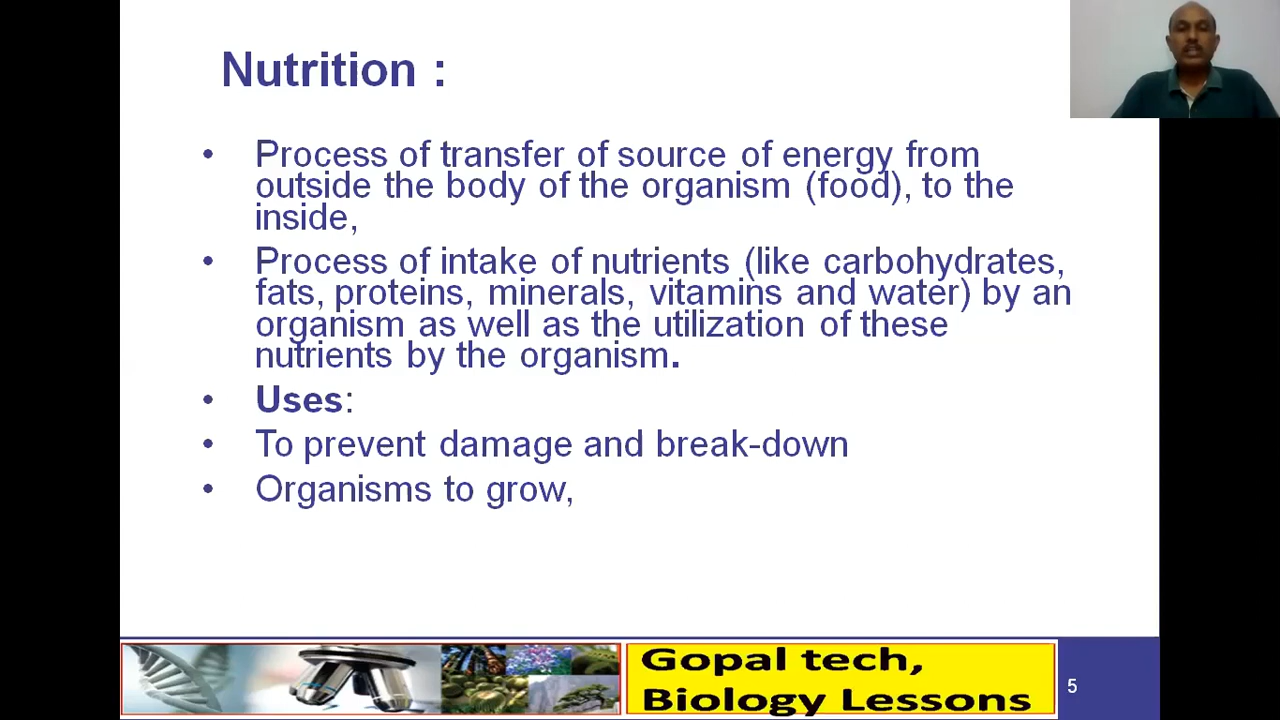 Nutrition :
• Process of transfer of source of energy from
outside the body of the organism (food), to the
inside,
• Process of intake of nutrients (like carbohydrates,
fats, proteins, minerals, vitamins and water) by an
organism as well as the utilization of these
nutrients by the organism.
• Uses:
• To prevent damage and break-down
• Organisms to grow,
Gopal tech,
Biology Lessons
5